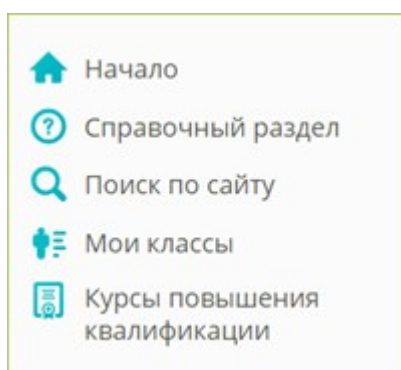 Начало
Справочный раздел
Поиск по сайту
Мои классы
Курсы повышения
квалификации